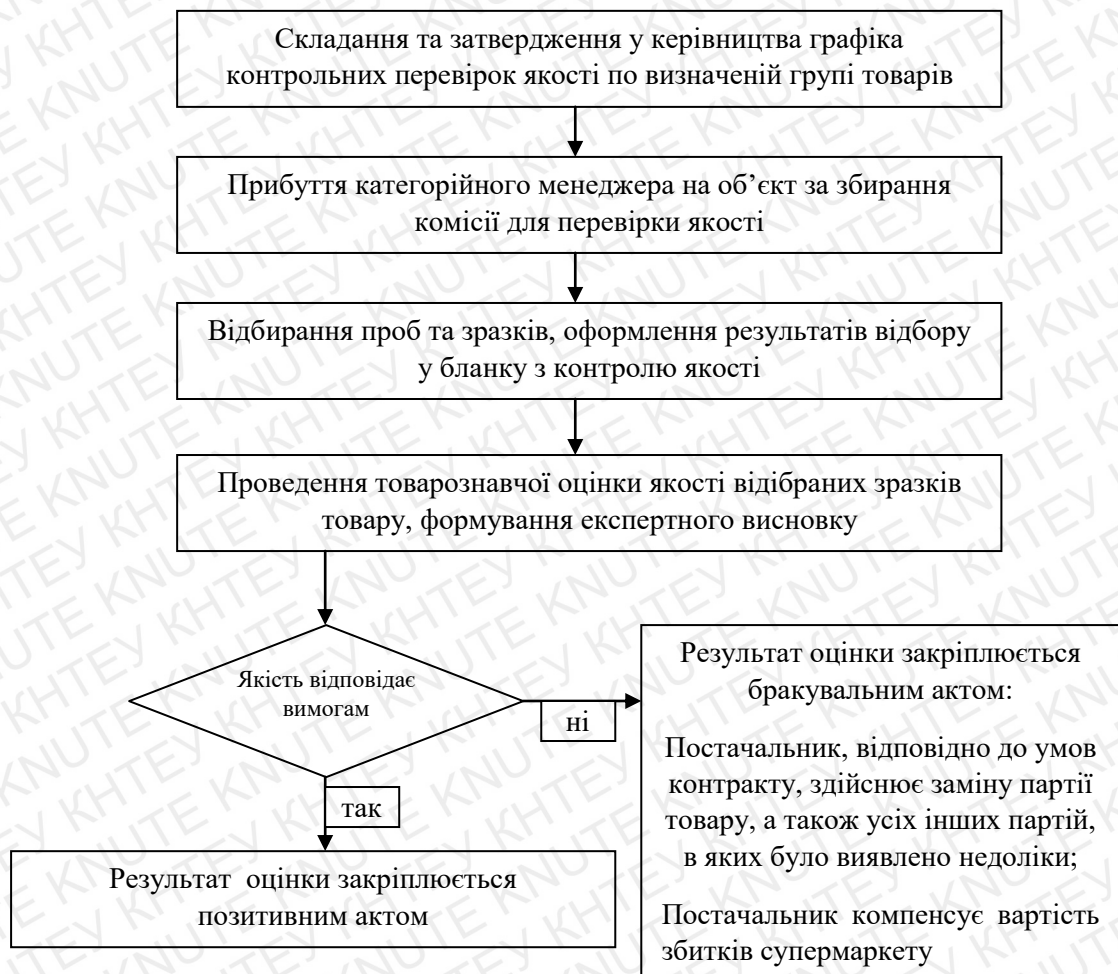 Складання та затвердження у керівництва графіка
контрольних перевірок якості по визначеній групі товарів
Прибуття категорійного менеджера на об’єкт за збирання
комісії для перевірки якості
Відбирання проб та зразків, оформлення результатів відбору
у бланку з контролю якості
Проведення товарознавчої оцінки якості відібраних зразків
товару, формування експертного висновку
Якість відповідає
вимогам
ні
так
Результат оцінки закріплюється
позитивним актом
Результат оцінки закріплюється
бракувальним актом:
Постачальник, відповідно до умов
контракту, здійснює заміну партії
товару, а також усіх інших партій,
в яких було виявлено недоліки;
Постачальник компенсує вартість
збитків супермаркету
КНТЕУ KNUTE